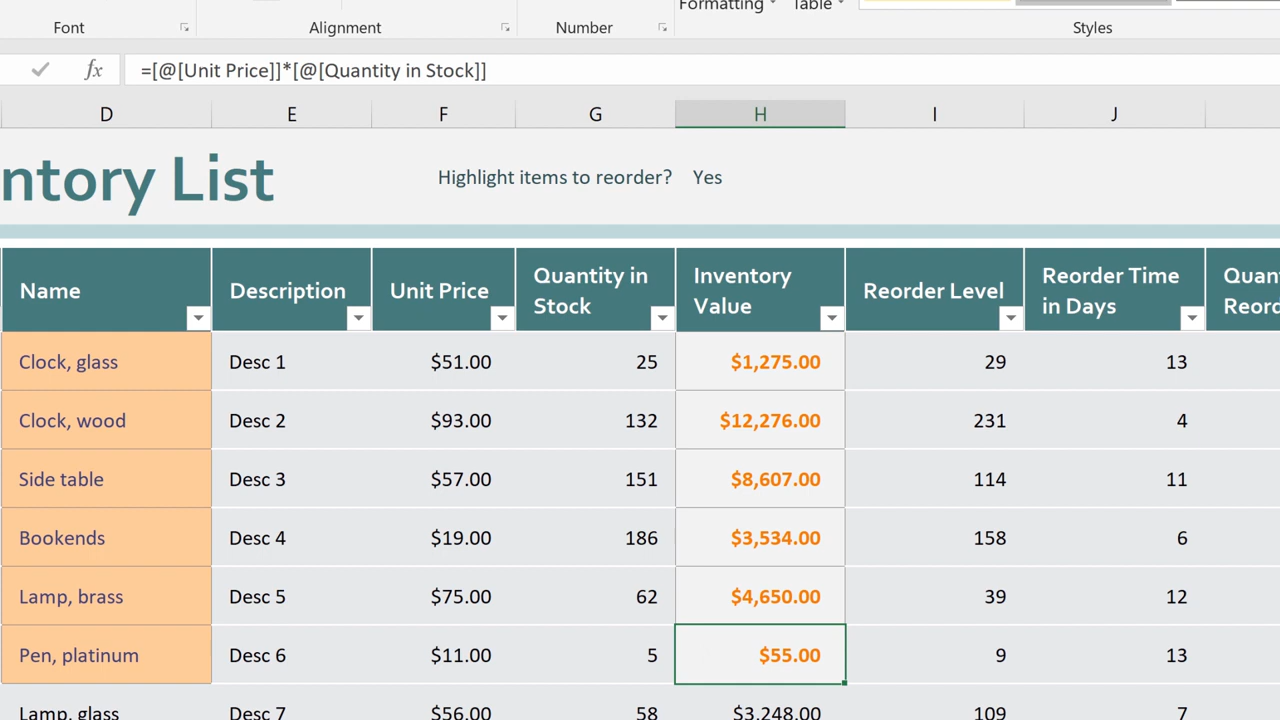 Formatting Table
Font Alignment Number Styles
fx =[@[Unit Price]]*[@[Quantity in Stock]]
D E F G H I J
ntory List Highlight items to reorder? Yes
Name Description Unit Price Quantity in Stock Inventory Value Reorder Level Reorder Time in Days Quan Reord
Clock, glass Desc 1 $51.00 25 $1,275.00 29 13
Clock, wood Desc 2 $93.00 132 $12,276.00 231 4
Side table Desc 3 $57.00 151 $8,607.00 114 11
Bookends Desc 4 $19.00 186 $3,534.00 158 6
Lamp, brass Desc 5 $75.00 62 $4,650.00 39 12
Pen, platinum Desc 6 $11.00 5 $55.00 9 13
Lamp, glass Desc 7 $56.00 58 $3,248.00 109 7